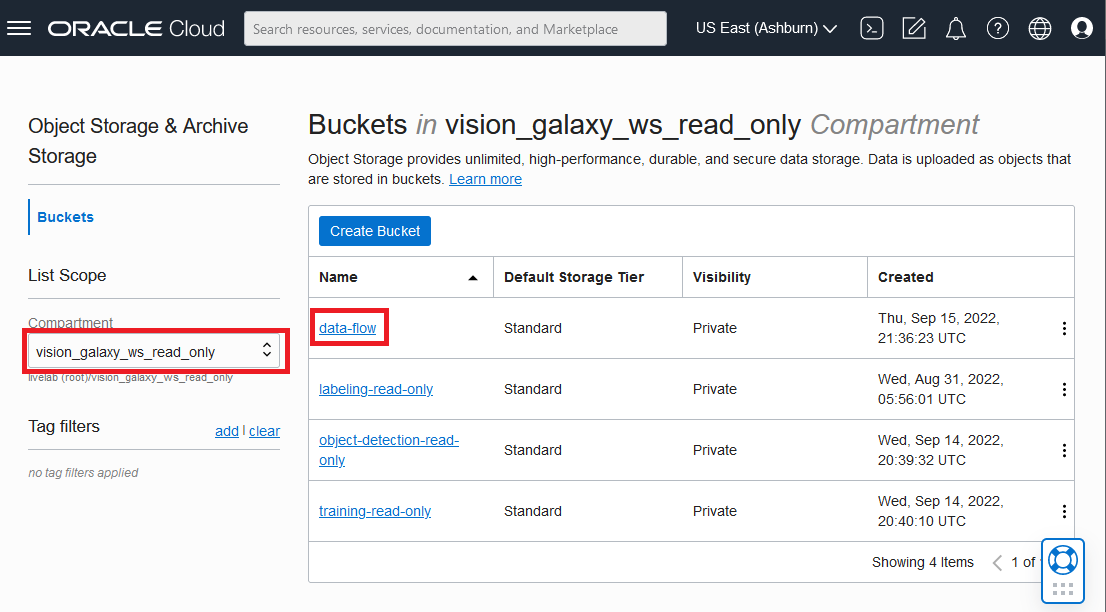 ORACLE Cloud
Search resources, services, documentation, and Marketplace
US East (Ashburn)
Object Storage & Archive
Storage
Buckets
List Scope
Compartment
vision_galaxy_ws_read_only
livelab (root)/vision_galaxy_ws_read_only
Tag filters
add | clear
no tag filters applied
Buckets in vision_galaxy_ws_read_only Compartment
Object Storage provides unlimited, high-performance, durable, and secure data storage. Data is uploaded as objects that
are stored in buckets. Learn more
Create Bucket
Name Default Storage Tier Visibility Created
data-flow Standard Private Thu, Sep 15, 2022,
21:36:23 UTC
labeling-read-only Standard Private Wed, Aug 31, 2022,
05:56:01 UTC
object-detection-read-
only Standard Private Wed, Sep 14, 2022,
20:39:32 UTC
training-read-only Standard Private Wed, Sep 14, 2022,
20:40:10 UTC
Showing 4 Items 1 of